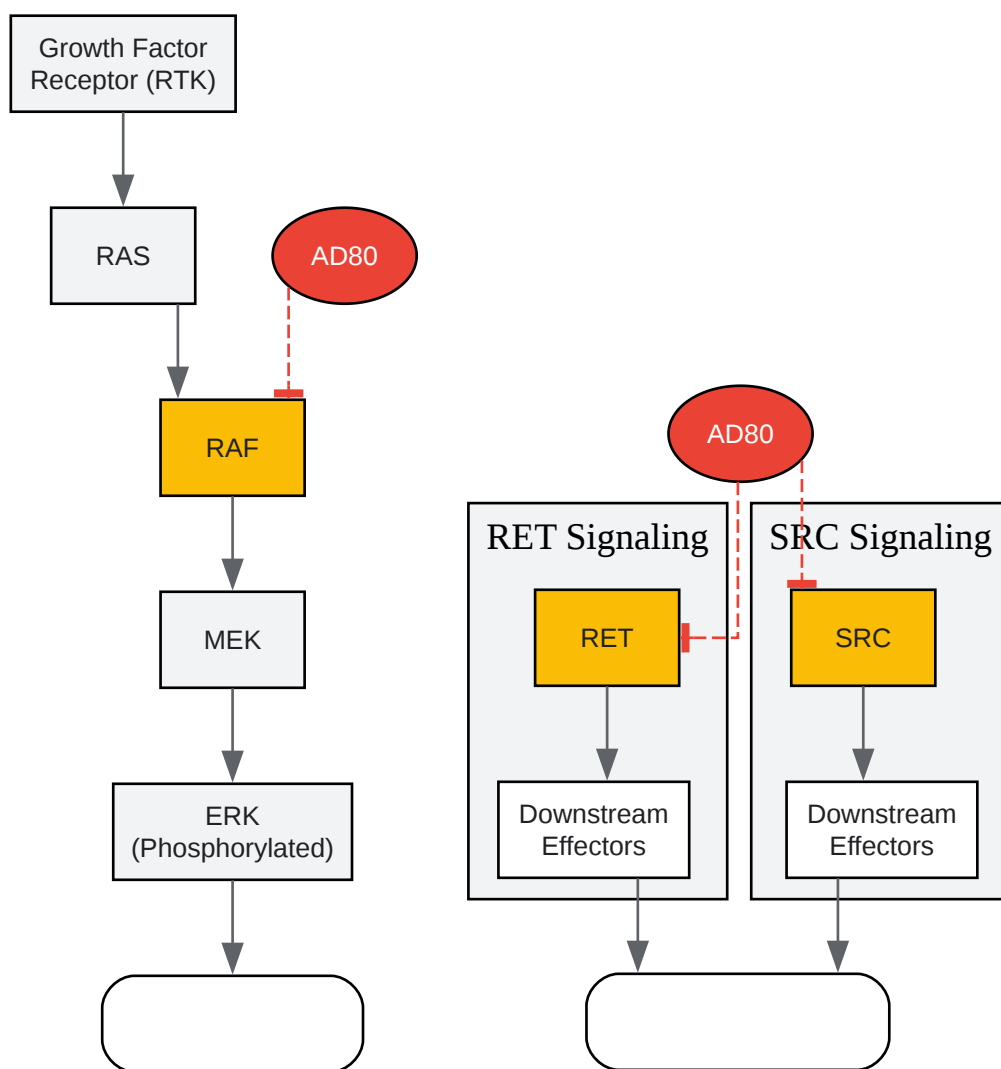 Growth Factor
Receptor (RTK)
RAS
AD80
RAF
MEK
ERK
(Phosphorylated)
AD80
RET Signaling
RET
Downstream
Effectors
SRC Signaling
SRC
Downstream
Effectors